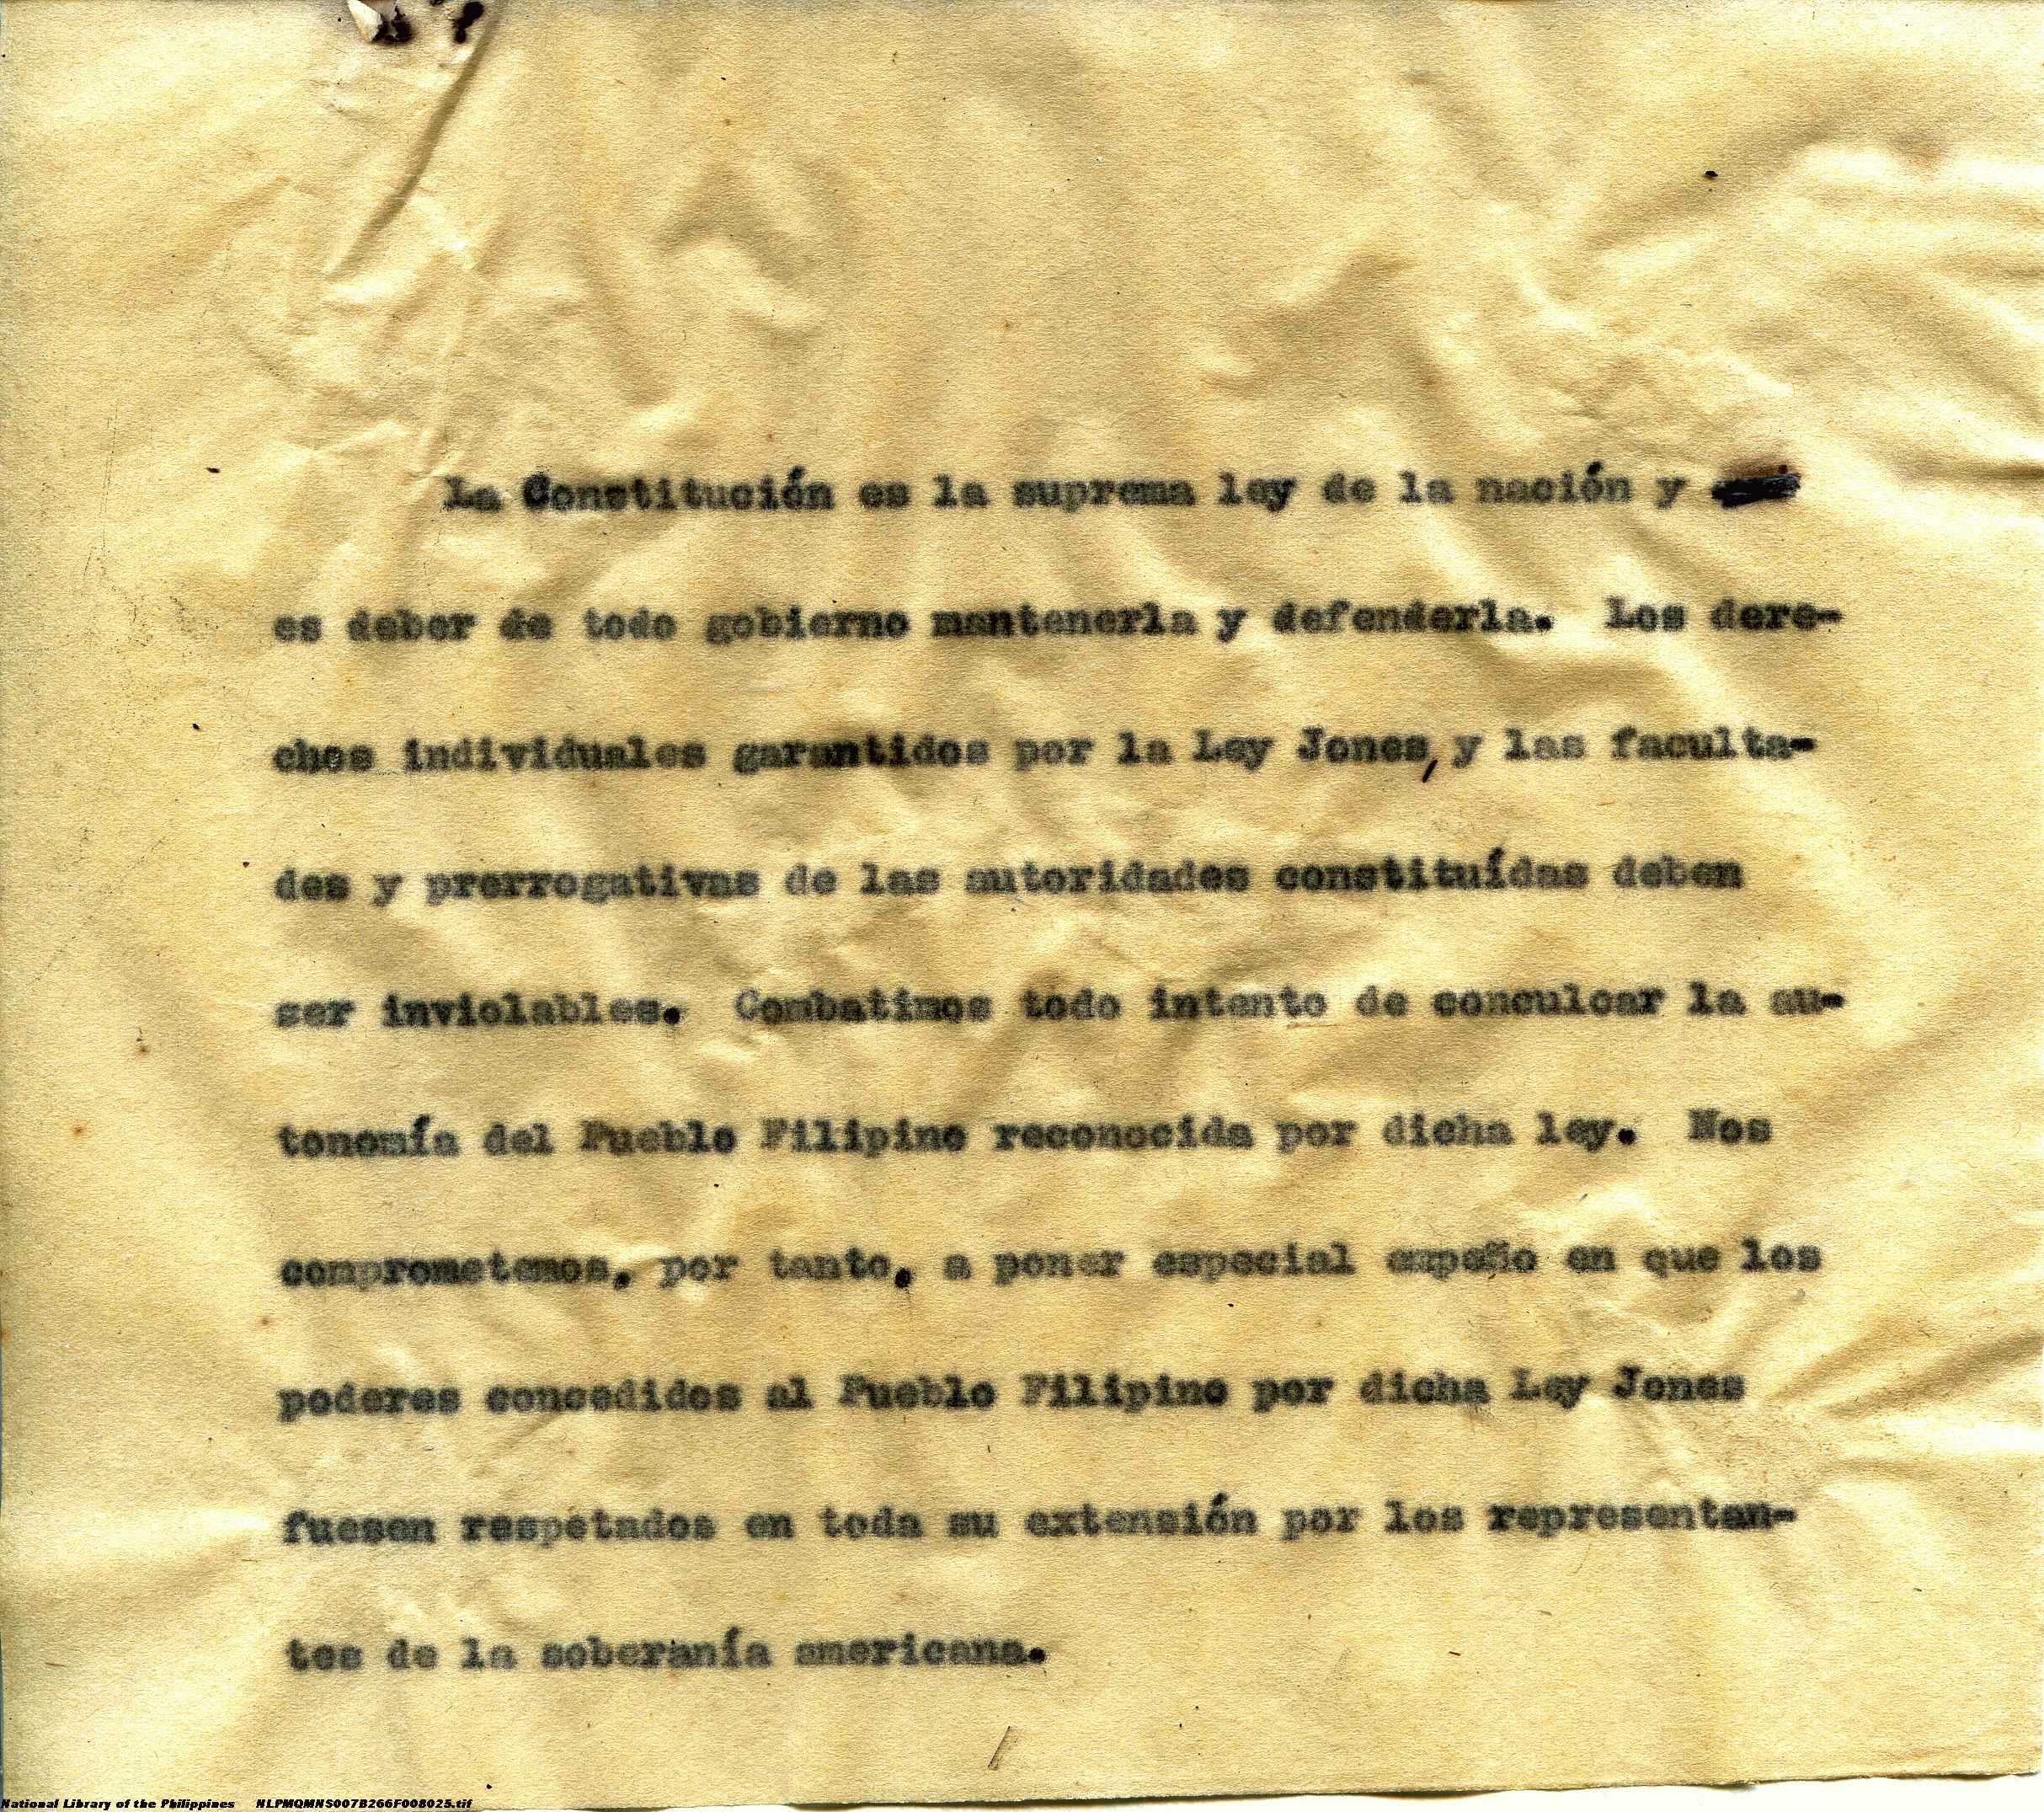 La Constitución es la suprema ley de la nación y
es deber de todo gobierno mantenerla y defenderla. Los dere-
chos individuales garantidos por la Ley Jones, y las faculta-
des y prerrogativas de las autoridades constituídas deben
ser inviolables. Combatimos todo intento de conculcar la au-
tonomía del Pueblo Filipino reconocida por dicha ley. Nos
comprometemos, por tanto, a poner especial empeño en que los
poderes concedidos al Pueblo Filipino por dicha Ley Jones
fuesen respetados en toda su extensión por los representan-
tes de la soberanía americana.
National Library of the Philippines NLPMQMNS007B266F008025.tif